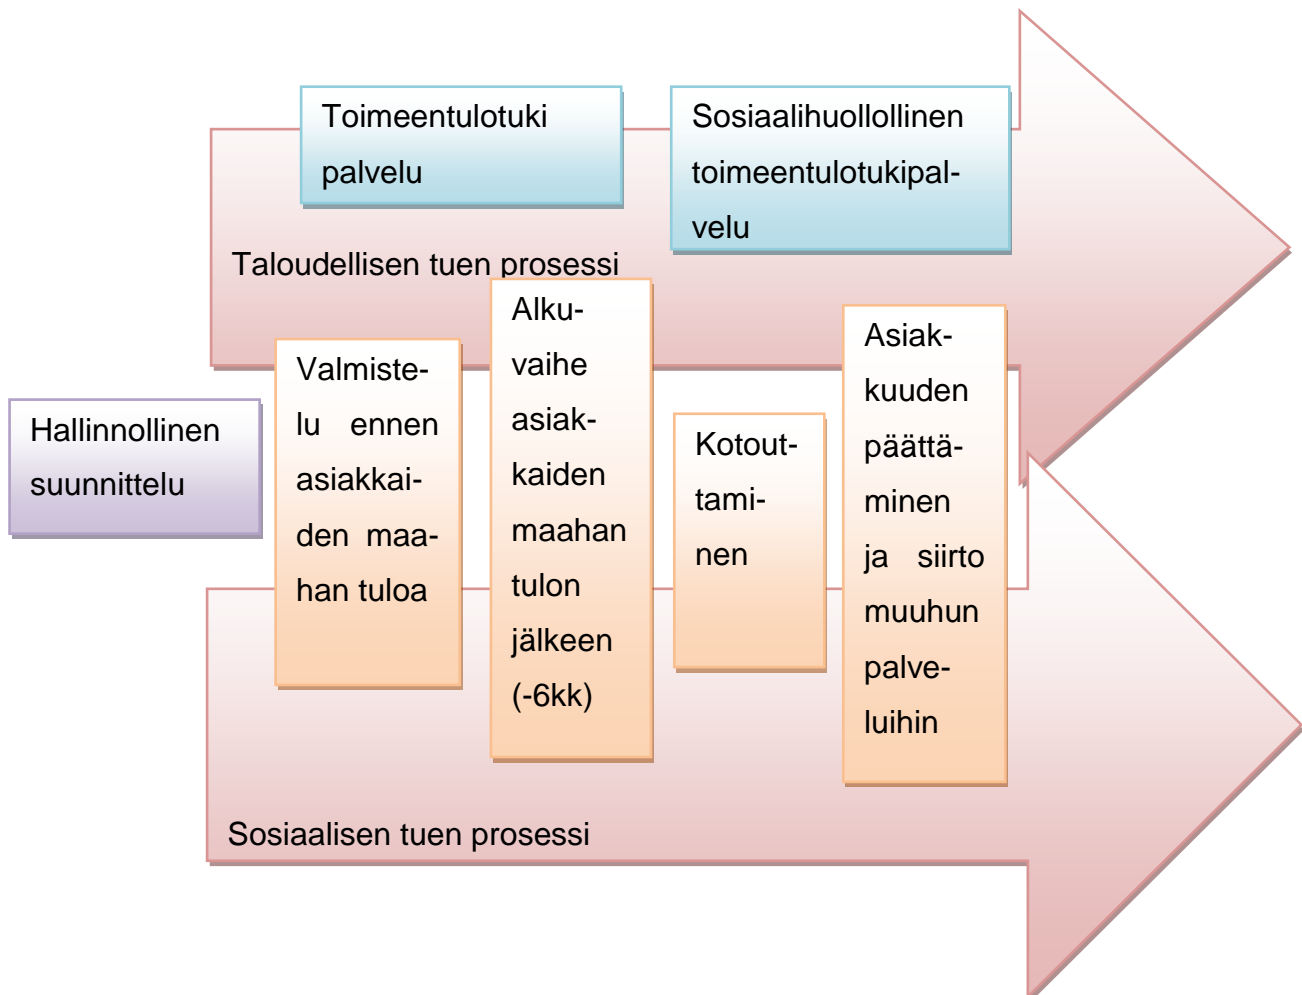 Toimeentulotuki
palvelu
Sosiaalihuollollinen
toimeentulotukipal-
velu
Taloudellisen tuen prosessi
Hallinnollinen
suunnittelu
Valmiste-
lu ennen
asiakkai-
den maa-
han tuloa
Alku-
vaihe
asiak-
kaiden
maahan
tulon
jälkeen
(-6kk)
Kotout-
tami-
nen
Asiak-
kuuden
päättä-
minen
ja siirto
muuhun
palve-
luihin
Sosiaalisen tuen prosessi